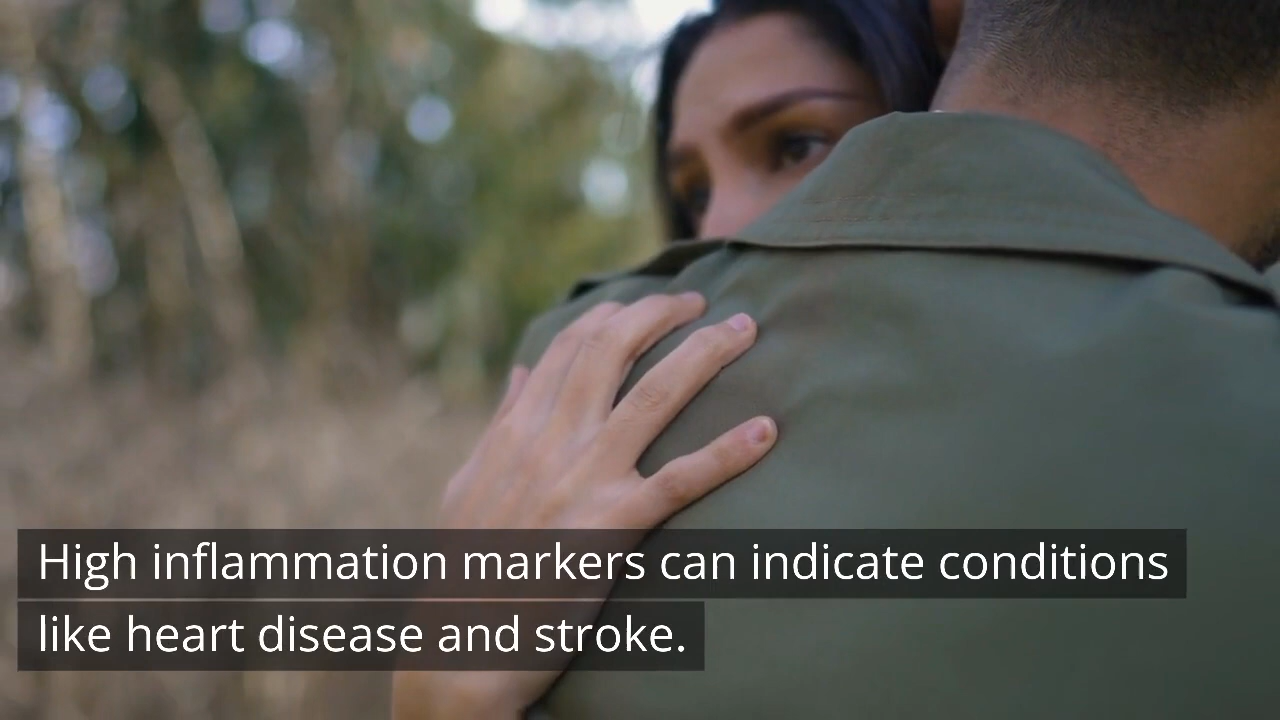 High inflammation markers can indicate conditions
like heart disease and stroke.